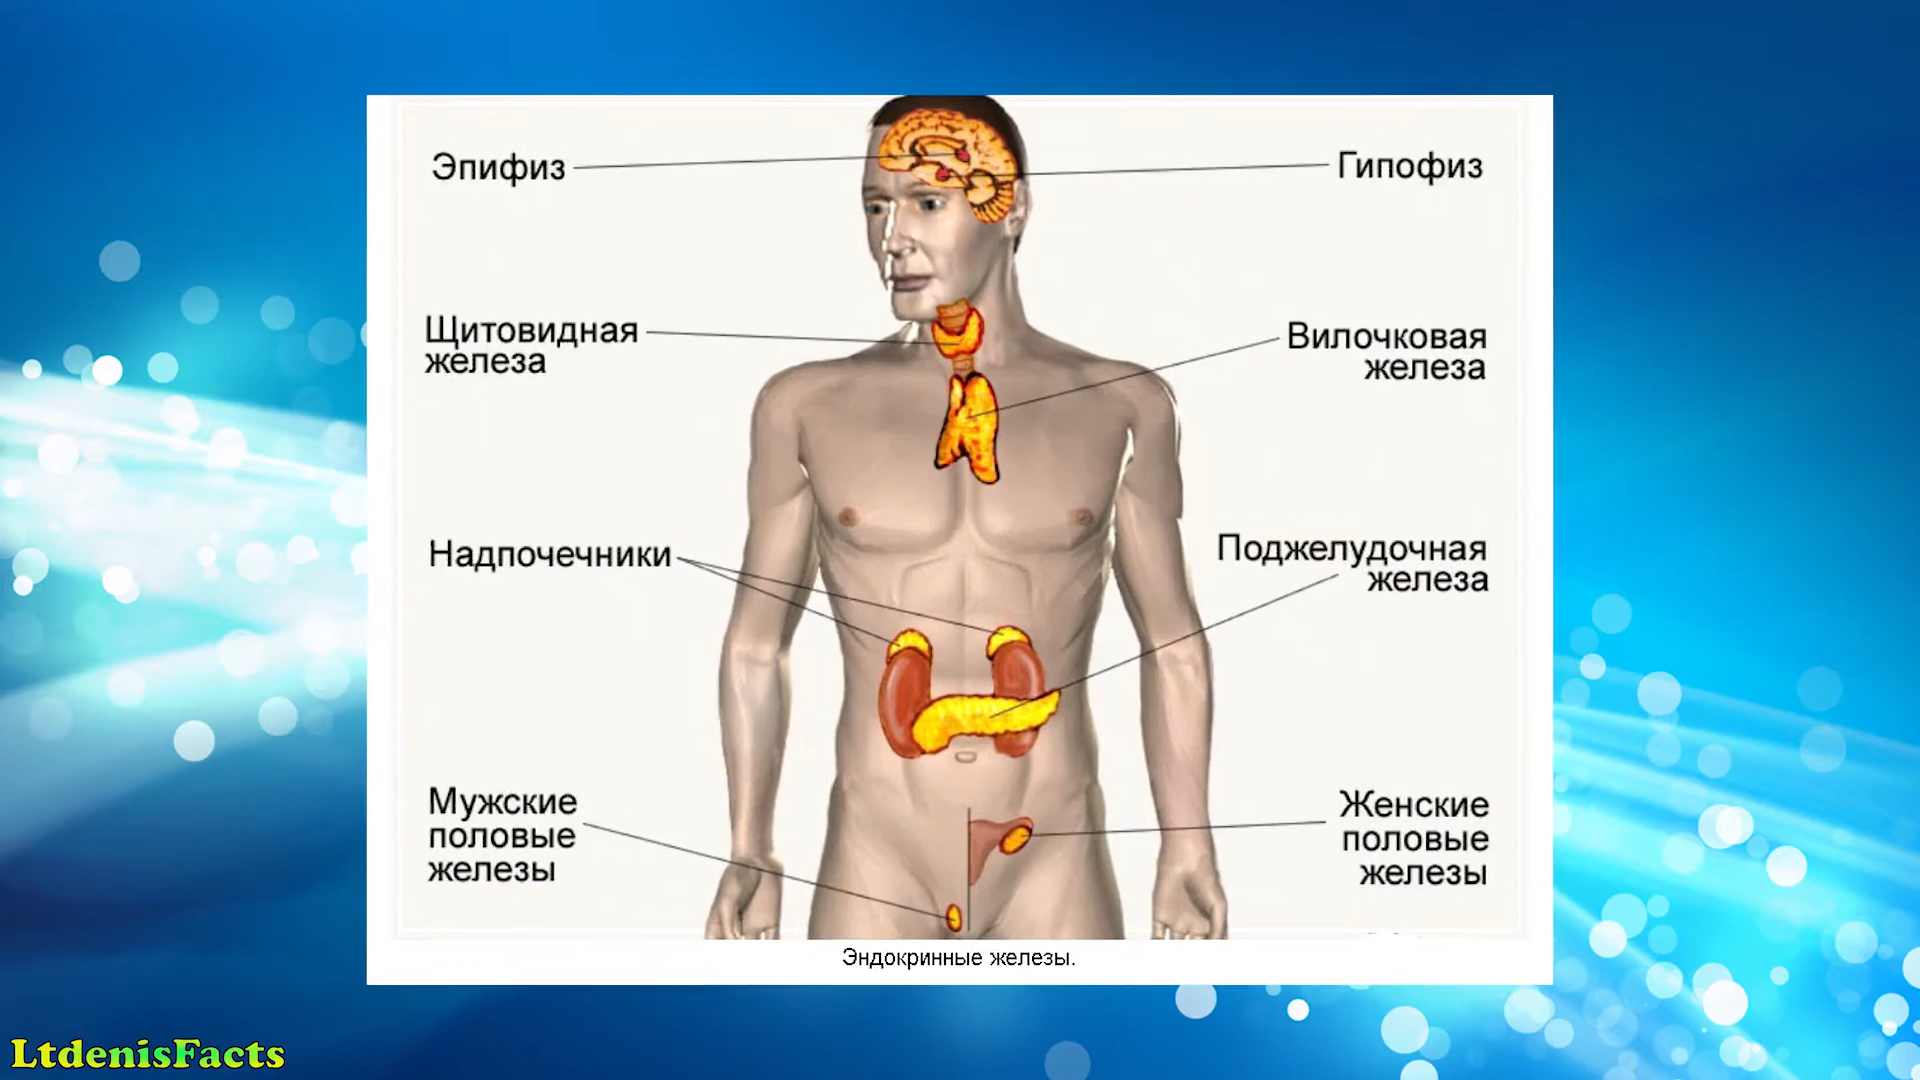 Эпифиз
Гипофиз
Щитовидная
железа
Вилочковая
железа
Надпочечники
Поджелудочная
железа
Мужские
половые
железы
Женские
половые
железы
Эндокринные железы.
LtdenisFacts